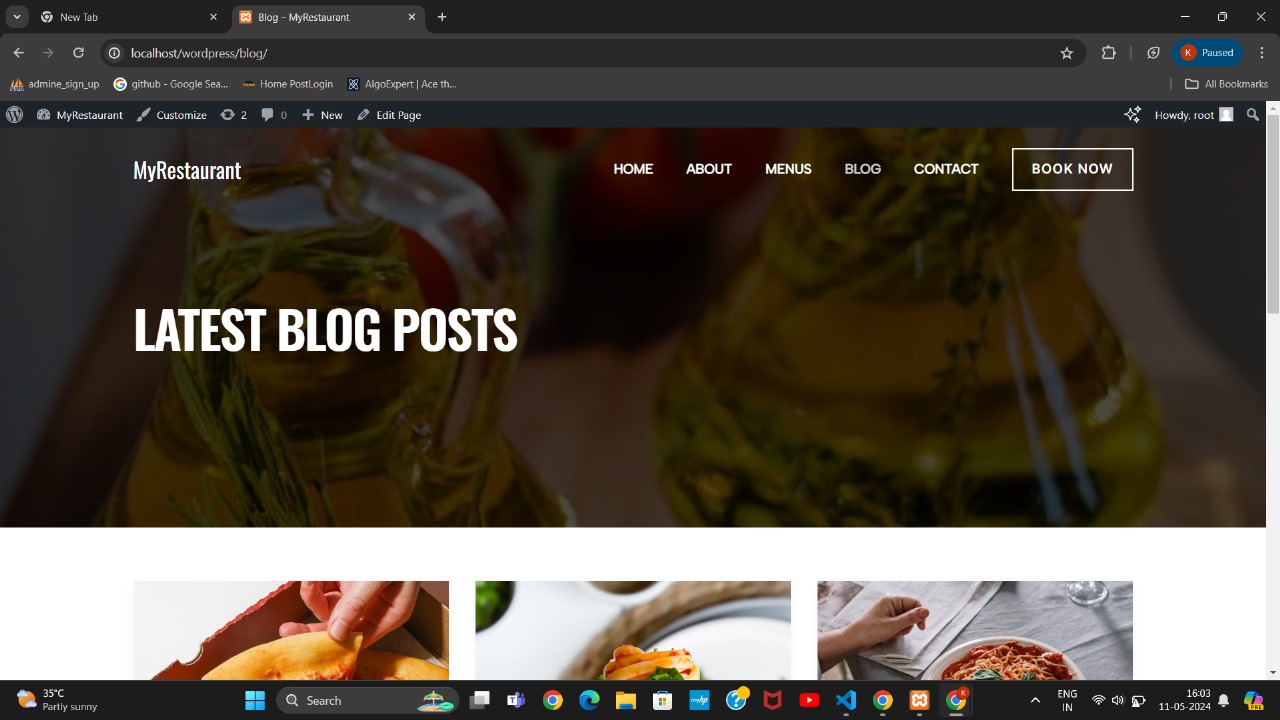 New Tab
Blog – MyRestaurant
localhost/wordpress/blog/
K Paused
admine_sign_up
github - Google Sea...
Home PostLogin
AlgoExpert | Ace th...
All Bookmarks
MyRestaurant
Customize
2
0
New
Edit Page
Howdy, root
MyRestaurant
HOME
ABOUT
MENUS
BLOG
CONTACT
BOOK NOW
LATEST BLOG POSTS
35°C
Partly sunny
Search
ENG
IN
16:03
11-05-2024